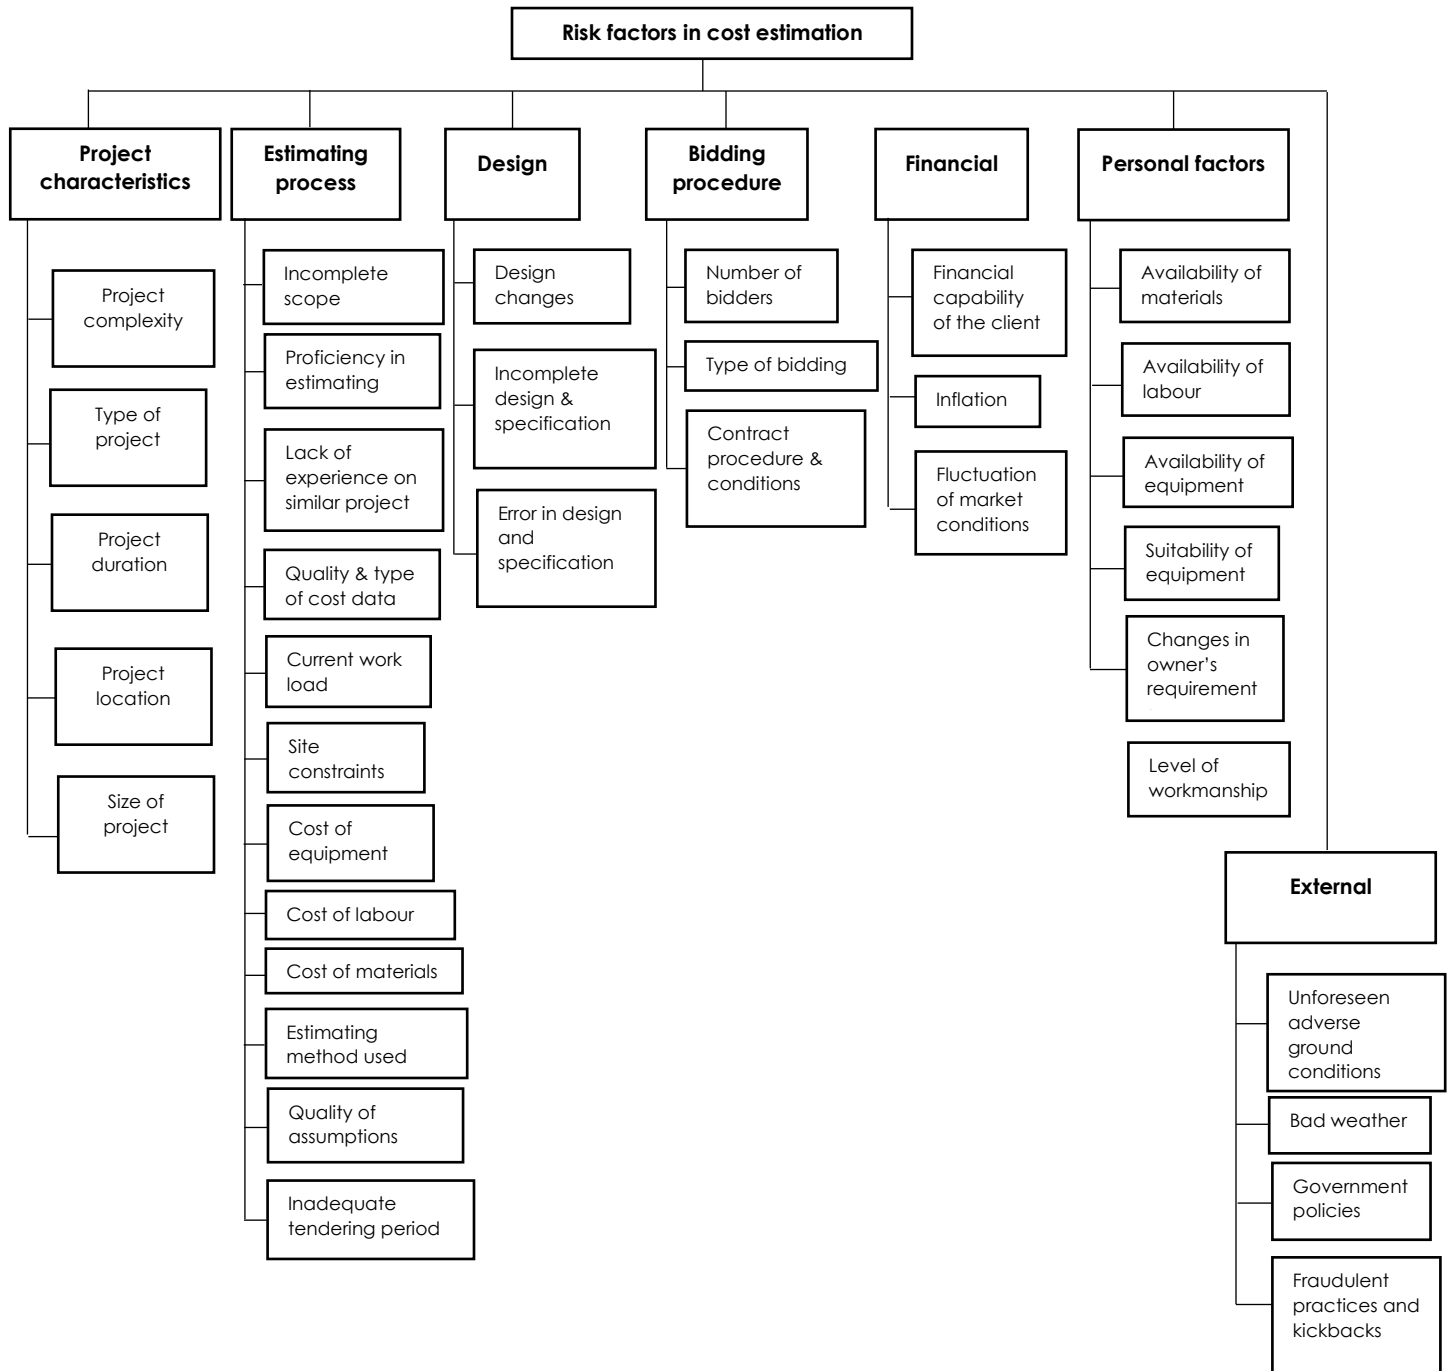 Risk factors in cost estimation
Project
characteristics
Estimating
process
Design
Bidding
procedure
Financial
Personal factors
Project
complexity
Type of
project
Project
duration
Project
location
Size of
project
Incomplete
scope
Proficiency in
estimating
Lack of
experience on
similar project
Quality & type
of cost data
Current work
load
Site
constraints
Cost of
equipment
Cost of labour
Cost of materials
Estimating
method used
Quality of
assumptions
Inadequate
tendering period
Design
changes
Incomplete
design &
specification
Error in design
and
specification
Number of
bidders
Type of bidding
Contract
procedure &
conditions
Financial
capability
of the client
Inflation
Fluctuation
of market
conditions
Availability of
materials
Availability of
labour
Availability of
equipment
Suitability of
equipment
Changes in
owner’s
requirement
Level of
workmanship
External
Unforeseen
adverse
ground
conditions
Bad weather
Government
policies
Fraudulent
practices and
kickbacks